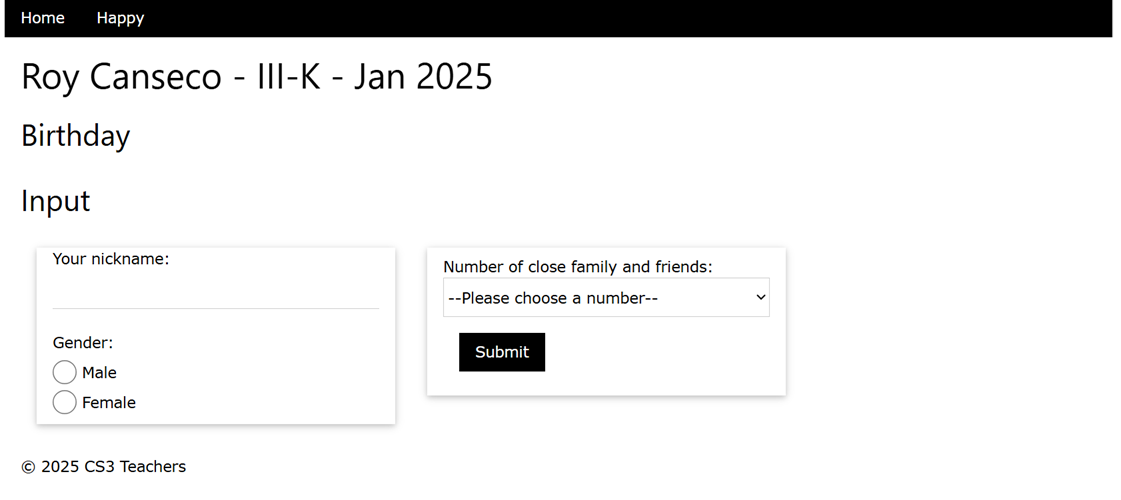 Home Happy
Roy Canseco - III-K - Jan 2025
Birthday
Input
Your nickname:
Gender:
Male
Female
Number of close family and friends:
--Please choose a number--
Submit
© 2025 CS3 Teachers